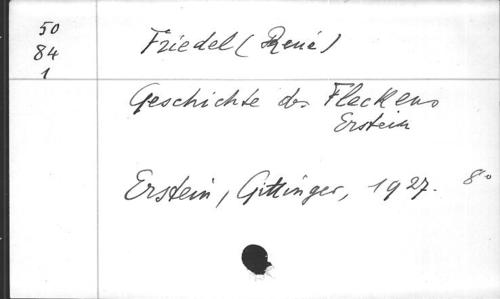 50
84
1
Friedel (René)
Geschichte des Fleckens
Erstein
Erstein, Gittinger, 1927. 8°